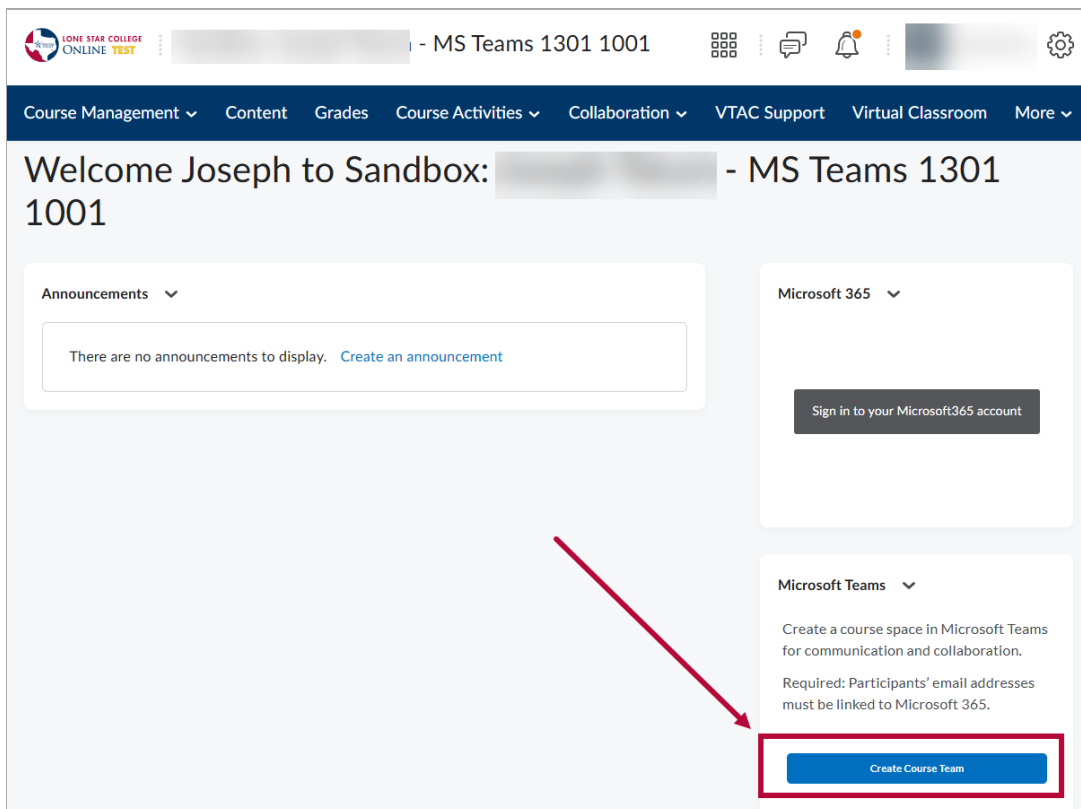 LONE STAR COLLEGE
ONLINE TEST
- MS Teams 1301 1001
Course Management
Content
Grades
Course Activities
Collaboration
VTAC Support
Virtual Classroom
More
Welcome Joseph to Sandbox:
- MS Teams 1301
1001
Announcements
There are no announcements to display. Create an announcement
Microsoft 365
Sign in to your Microsoft365 account
Microsoft Teams
Create a course space in Microsoft Teams
for communication and collaboration.
Required: Participants' email addresses
must be linked to Microsoft 365.
Create Course Team